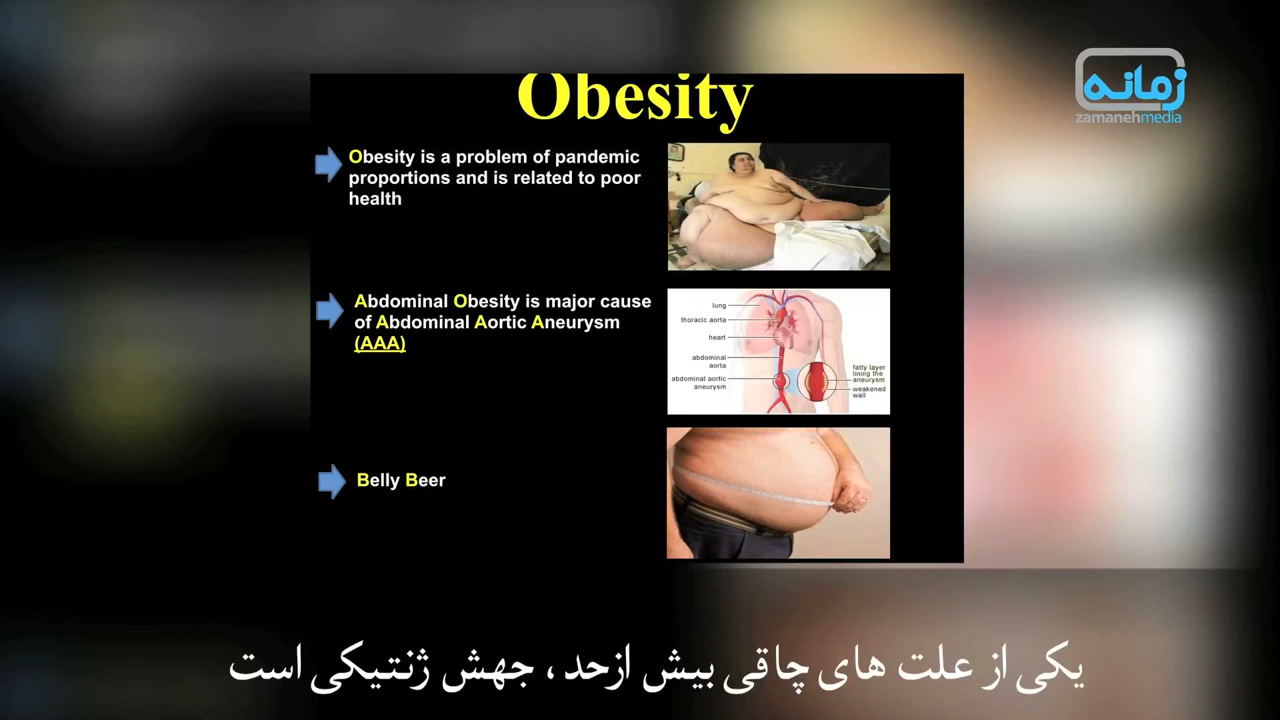 زمانه
zamanehmedia
Obesity
Obesity is a problem of pandemic
proportions and is related to poor
health
Abdominal Obesity is major cause
of Abdominal Aortic Aneurysm
(AAA)
lung
thoracic aorta
heart
abdominal
aorta
abdominal aortic
aneurysm
fatty layer
lining the
aneurysm
weakened
wall
Belly Beer
یکی از علت های چاقی بیش ازحد، جهش ژنتیکی است